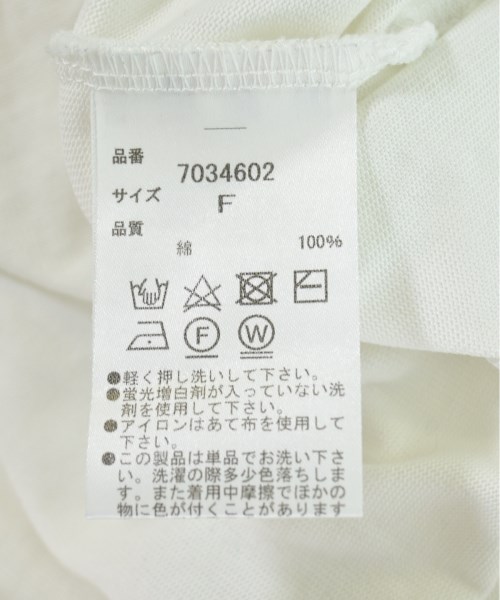 品番 7034602
サイズ F
品質
綿 100%
F W
●軽く押し洗いして下さい。
●蛍光増白剤が入っていない洗
剤を使用して下さい。
●アイロンはあて布を使用して
下さい。
●この製品は単品でお洗い下さ
い。洗濯の際多少色落ちしま
す。また着用中摩擦でほかの
物に色が付くことがあります